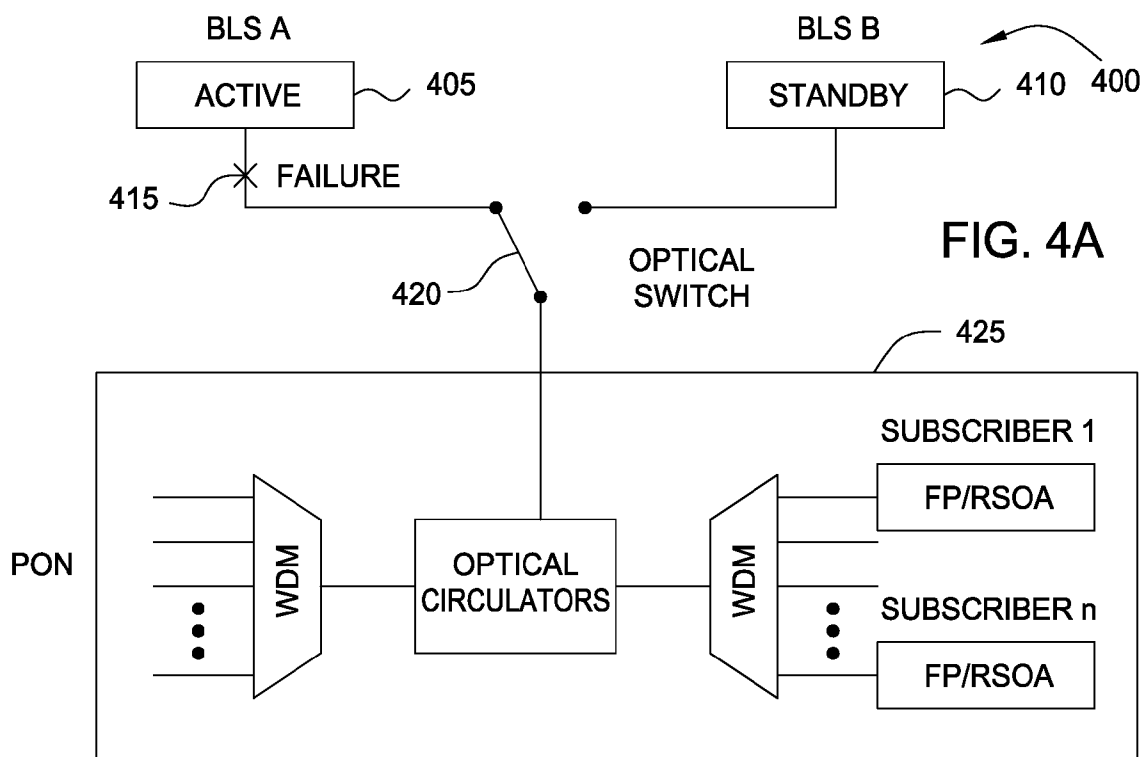 BLS A
BLS B
400
ACTIVE
405
STANDBY
410
415
FAILURE
FIG. 4A
420
OPTICAL
SWITCH
425
SUBSCRIBER 1
FP/RSOA
PON
WDM
OPTICAL
CIRCULATORS
WDM
SUBSCRIBER n
FP/RSOA